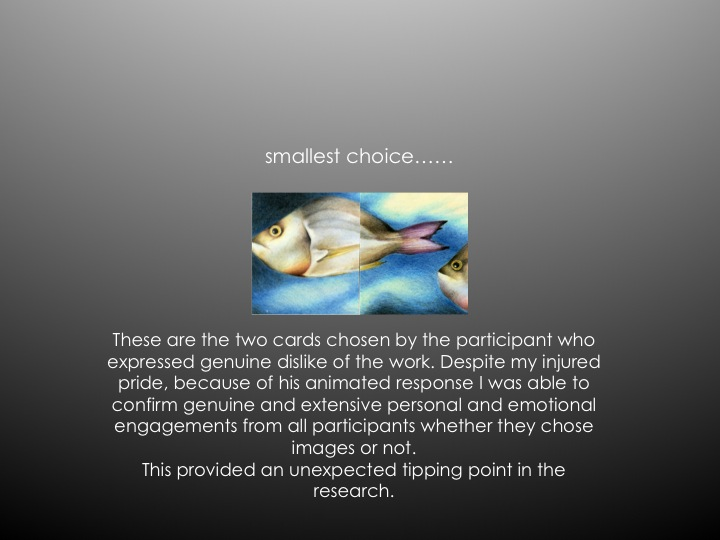 smallest choice……
These are the two cards chosen by the participant who
expressed genuine dislike of the work. Despite my injured
pride, because of his animated response I was able to
confirm genuine and extensive personal and emotional
engagements from all participants whether they chose
images or not.
This provided an unexpected tipping point in the
research.